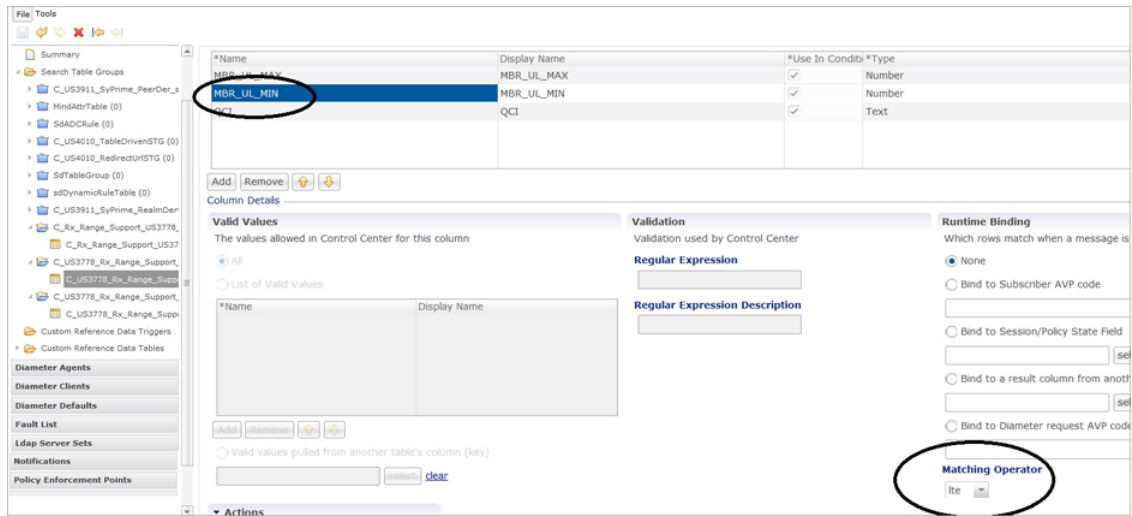 File Tools
Summary
Search Table Groups
C_US3911_SyPrime_PeerDer_s
MindAttrTable (0)
SdADCRule (0)
C_US4010_TableDrivenSTG (0)
C_US4010_RedirectUrlSTG (0)
SdTableGroup (0)
sdDynamicRuleTable (0)
C_US3911_SyPrime_RealmDer
C_Rx_Range_Support_US3778_
C_Rx_Range_Support_US37
C_US3778_Rx_Range_Support_
C_US3778_Rx_Range_Supp
C_US3778_Rx_Range_Support_
C_US3778_Rx_Range_Supp
Custom Reference Data Triggers
Custom Reference Data Tables
Diameter Agents
Diameter Clients
Diameter Defaults
Fault List
Ldap Server Sets
Notifications
Policy Enforcement Points
*Name Display Name *Use In Conditi *Type
MBR_UL_MAX MBR_UL_MAX Number
MBR_UL_MIN MBR_UL_MIN Number
QCI QCI Text
Add Remove
Column Details
Valid Values
The values allowed in Control Center for this column
All
List of Valid Values
*Name Display Name
Add Remove
Valid values pulled from another table's column (key)
select clear
Actions
Validation
Validation used by Control Center
Regular Expression
Regular Expression Description
Runtime Binding
Which rows match when a message is
None
Bind to Subscriber AVP code
Bind to Session/Policy State Field
sel
Bind to a result column from anoth
sel
Bind to Diameter request AVP code
Matching Operator
lte